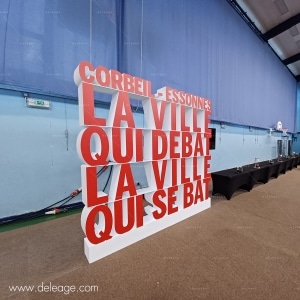 CORBEIL-ESSONNES
LA VILLE
QUI DEBAT
LA VILLE
QUI SE BAT
www.deleage.com